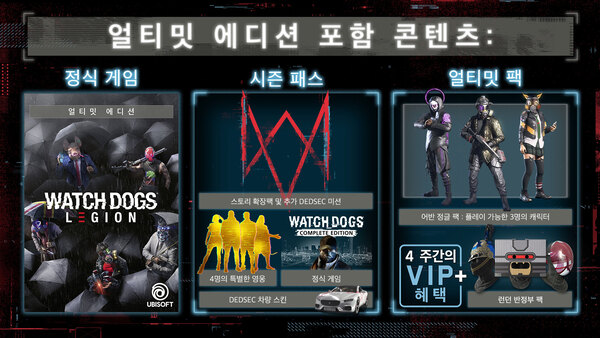 얼티밋 에디션 포함 콘텐츠:
정식 게임
얼티밋 에디션
WATCH DOGS
LEGION
UBISOFT
시즌 패스
스토리 확장팩 및 추가 DEDSEC 미션
4명의 특별한 영웅
WATCH DOGS
COMPLETE EDITION
정식 게임
DEDSEC 차량 스킨
얼티밋 팩
어반 정글 팩 : 플레이 가능한 3명의 캐릭터
4 주간의
VIP+
혜택
런던 반정부 팩